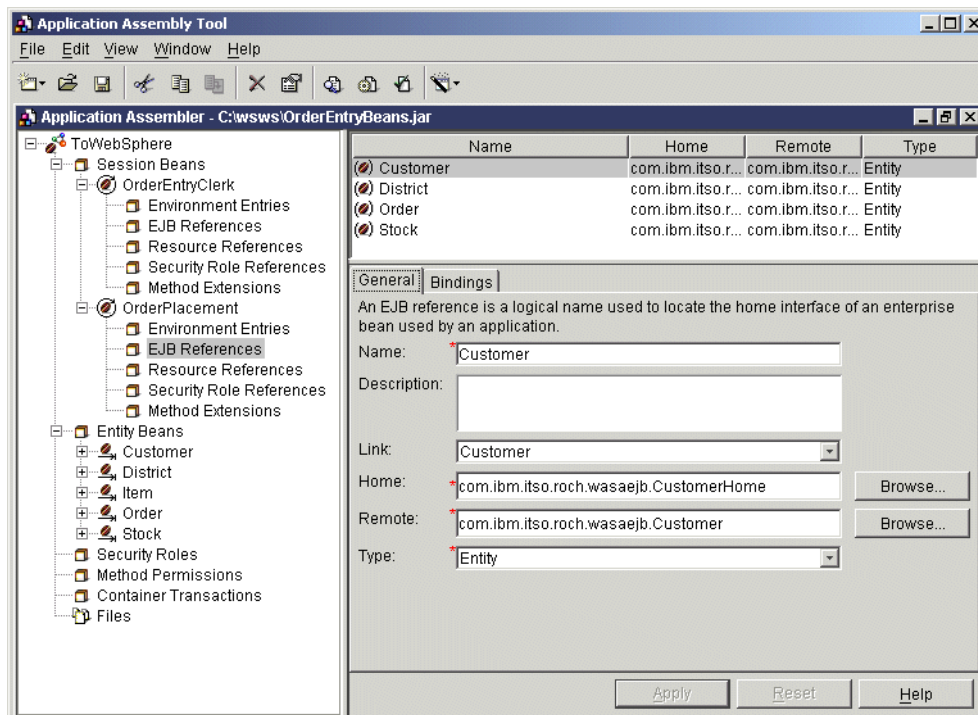 Application Assembly Tool
File Edit View Window Help
Application Assembler - C:\wsws\OrderEntryBeans.jar
ToWebSphere
Session Beans
OrderEntryClerk
Environment Entries
EJB References
Resource References
Security Role References
Method Extensions
OrderPlacement
Environment Entries
EJB References
Resource References
Security Role References
Method Extensions
Entity Beans
Customer
District
Item
Order
Stock
Security Roles
Method Permissions
Container Transactions
Files
Name Home Remote Type
Customer com.ibm.itso.r... com.ibm.itso.r... Entity
District com.ibm.itso.r... com.ibm.itso.r... Entity
Order com.ibm.itso.r... com.ibm.itso.r... Entity
Stock com.ibm.itso.r... com.ibm.itso.r... Entity
General Bindings
An EJB reference is a logical name used to locate the home interface of an enterprise
bean used by an application.
Name: *Customer
Description:
Link: Customer
Home: *com.ibm.itso.roch.wasaejb.CustomerHome Browse...
Remote: *com.ibm.itso.roch.wasaejb.Customer Browse...
Type: *Entity
Apply Reset Help